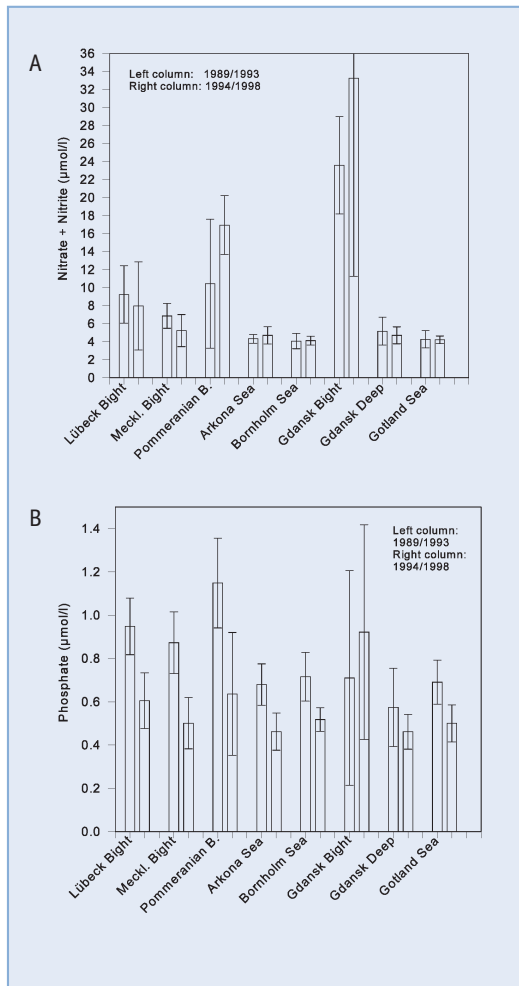 A
Left column: 1989/1993
Right column: 1994/1998
Nitrate + Nitrite (µmol/l)
36
34
32
30
28
26
24
22
20
18
16
14
12
10
8
6
4
2
0
Lübeck Bight
Meckl. Bight
Pommeranian B.
Arkona Sea
Bornholm Sea
Gdansk Bight
Gdansk Deep
Gotland Sea
B
Left column:
1989/1993
Right column:
1994/1998
Phosphate (µmol/l)
1.4
1.2
1.0
0.8
0.6
0.4
0.2
0.0
Lübeck Bight
Meckl. Bight
Pommeranian B.
Arkona Sea
Bornholm Sea
Gdansk Bight
Gdansk Deep
Gotland Sea